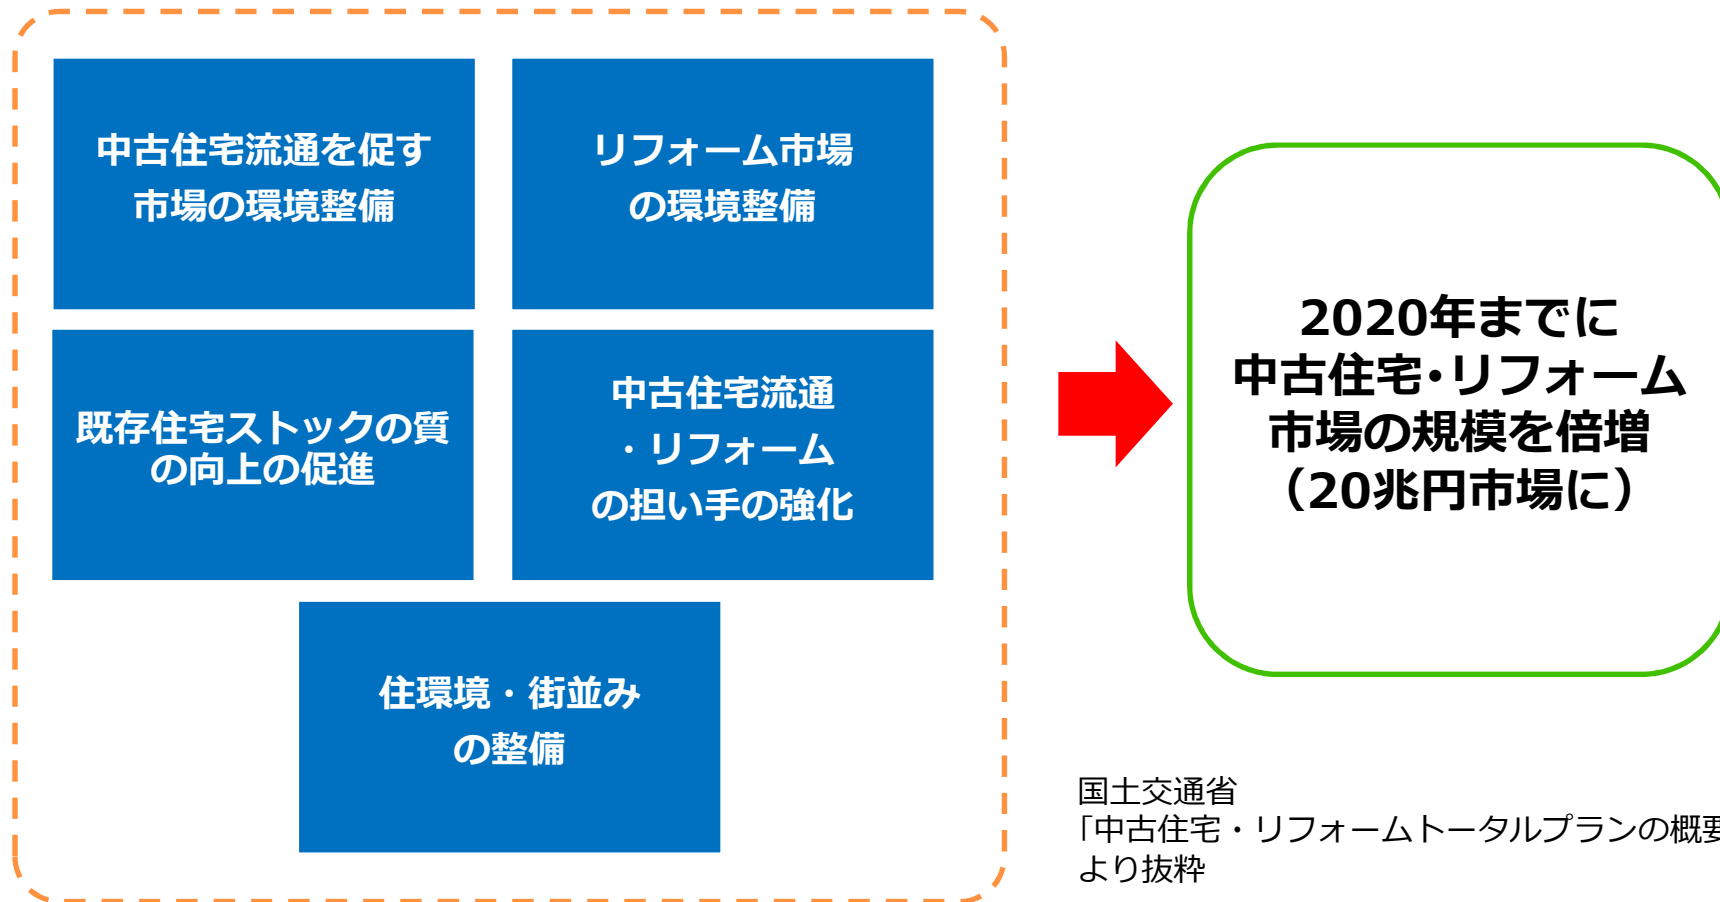 中古住宅流通を促す
市場の環境整備
リフォーム市場
の環境整備
既存住宅ストックの質
の向上の促進
中古住宅流通
・リフォーム
の担い手の強化
住環境・街並み
の整備
2020年までに
中古住宅・リフォーム
市場の規模を倍増
（20兆円市場に）
国土交通省
「中古住宅・リフォームトータルプランの概要
より抜粋